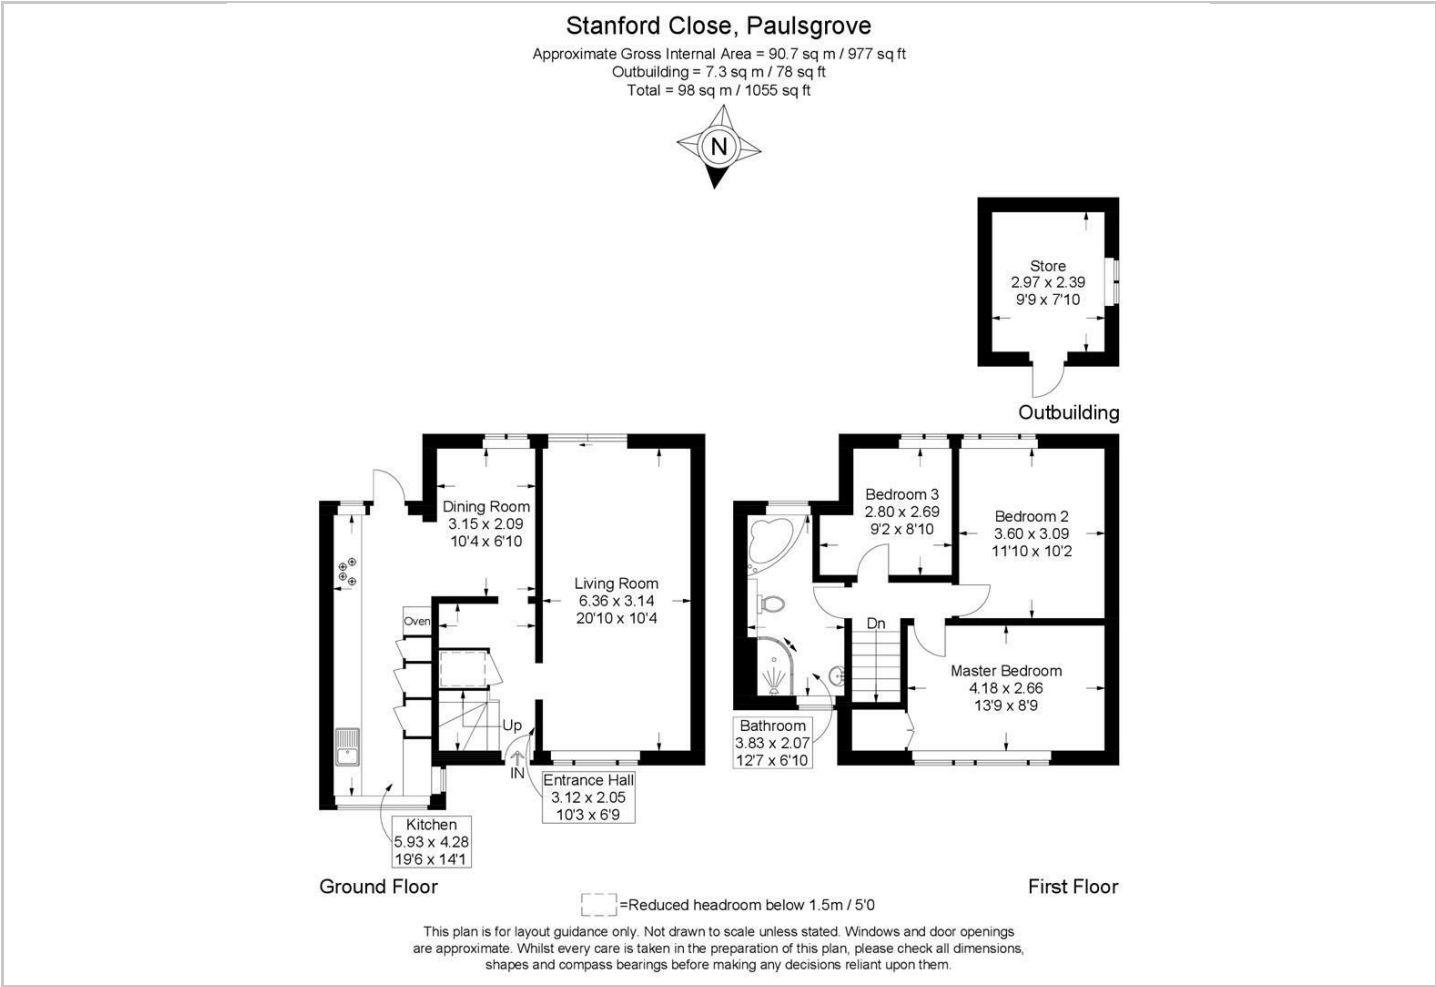 Stanford Close, Paulsgrove
Approximate Gross Internal Area = 90.7 sq m / 977 sq ft
Outbuilding = 7.3 sq m / 78 sq ft
Total = 98 sq m / 1055 sq ft
N
Store
2.97 x 2.39
9'9 x 7'10
Outbuilding
Dining Room
3.15 x 2.09
10'4 x 6'10
Living Room
6.36 x 3.14
20'10 x 10'4
Oven
Up
IN
Entrance Hall
3.12 x 2.05
10'3 x 6'9
Kitchen
5.93 x 4.28
19'6 x 14'1
Ground Floor
Bedroom 3
2.80 x 2.69
9'2 x 8'10
Bedroom 2
3.60 x 3.09
11'10 x 10'2
Dn
Master Bedroom
4.18 x 2.66
13'9 x 8'9
Bathroom
3.83 x 2.07
12'7 x 6'10
First Floor
=Reduced headroom below 1.5m / 5'0
This plan is for layout guidance only. Not drawn to scale unless stated. Windows and door openings
are approximate. Whilst every care is taken in the preparation of this plan, please check all dimensions,
shapes and compass bearings before making any decisions reliant upon them.